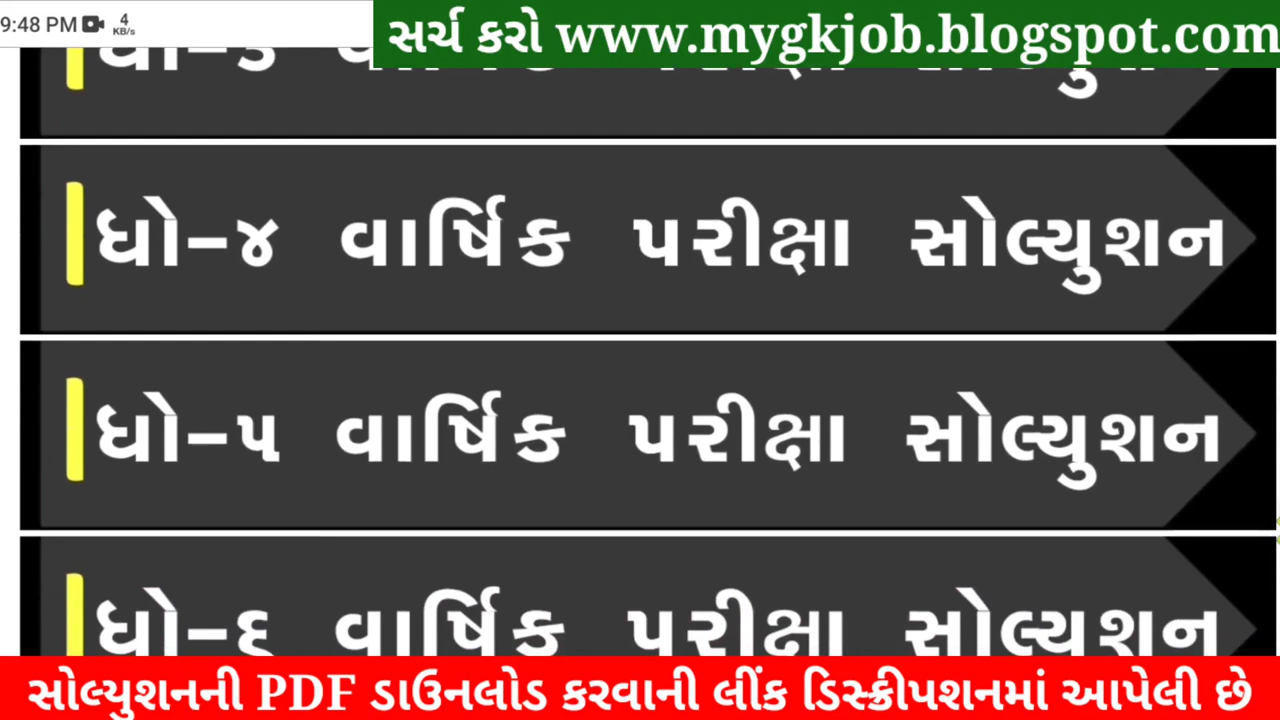 9:48 PM 4 KB/s
સર્ચ કરો www.mygkjob.blogspot.com
ધો-૪ વાર્ષિક પરીક્ષા સોલ્યુશન
ધો-૫ વાર્ષિક પરીક્ષા સોલ્યુશન
ધો-૬ વાર્ષિક પરીક્ષા સોલ્યુશન
સોલ્યુશનની PDF ડાઉનલોડ કરવાની લીંક ડિસ્ક્રીપશનમાં આપેલી છે